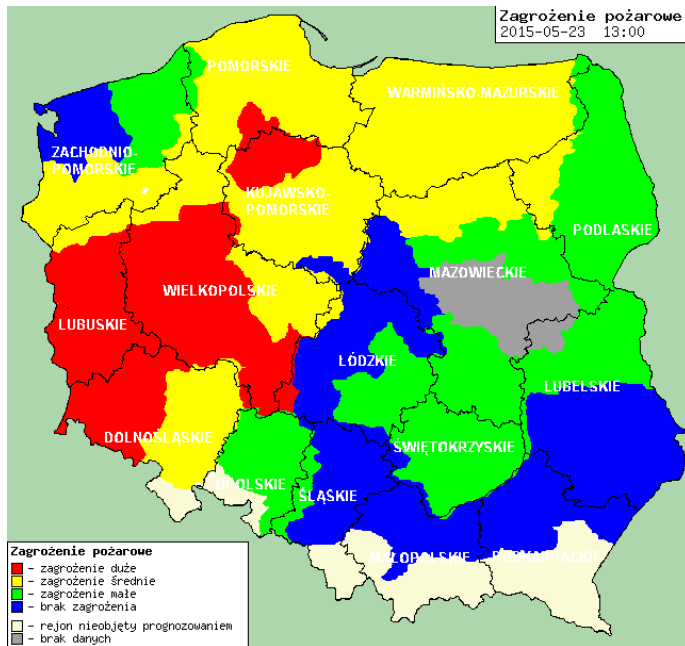 Zagrożenie pożarowe
2015-05-23 13:00
POMORSKIE
WARMIŃSKO-MAZURSKIE
ZACHODNIO-
POMORSKIE
KUJAWSKO-
POMORSKIE
PODLASKIE
MAZOWIECKIE
WIELKOPOLSKIE
LUBUSKIE
ŁÓDZKIE
LUBELSKIE
DOLNOŚLĄSKIE
ŚWIĘTOKRZYSKIE
OPOLSKIE
ŚLĄSKIE
MAŁOPOLSKIE
PODKARPACKIE
Zagrożenie pożarowe
- zagrożenie duże
- zagrożenie średnie
- zagrożenie małe
- brak zagrożenia
- rejon nieobjęty prognozowaniem
- brak danych